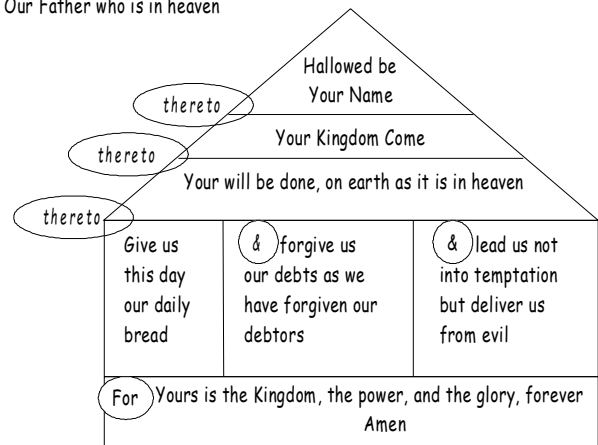 Our Father who is in heaven
Hallowed be
Your Name
thereto
Your Kingdom Come
thereto
Your will be done, on earth as it is in heaven
thereto
Give us
this day
our daily
bread
& forgive us
our debts as we
have forgiven our
debtors
& lead us not
into temptation
but deliver us
from evil
For Yours is the Kingdom, the power, and the glory, forever
Amen